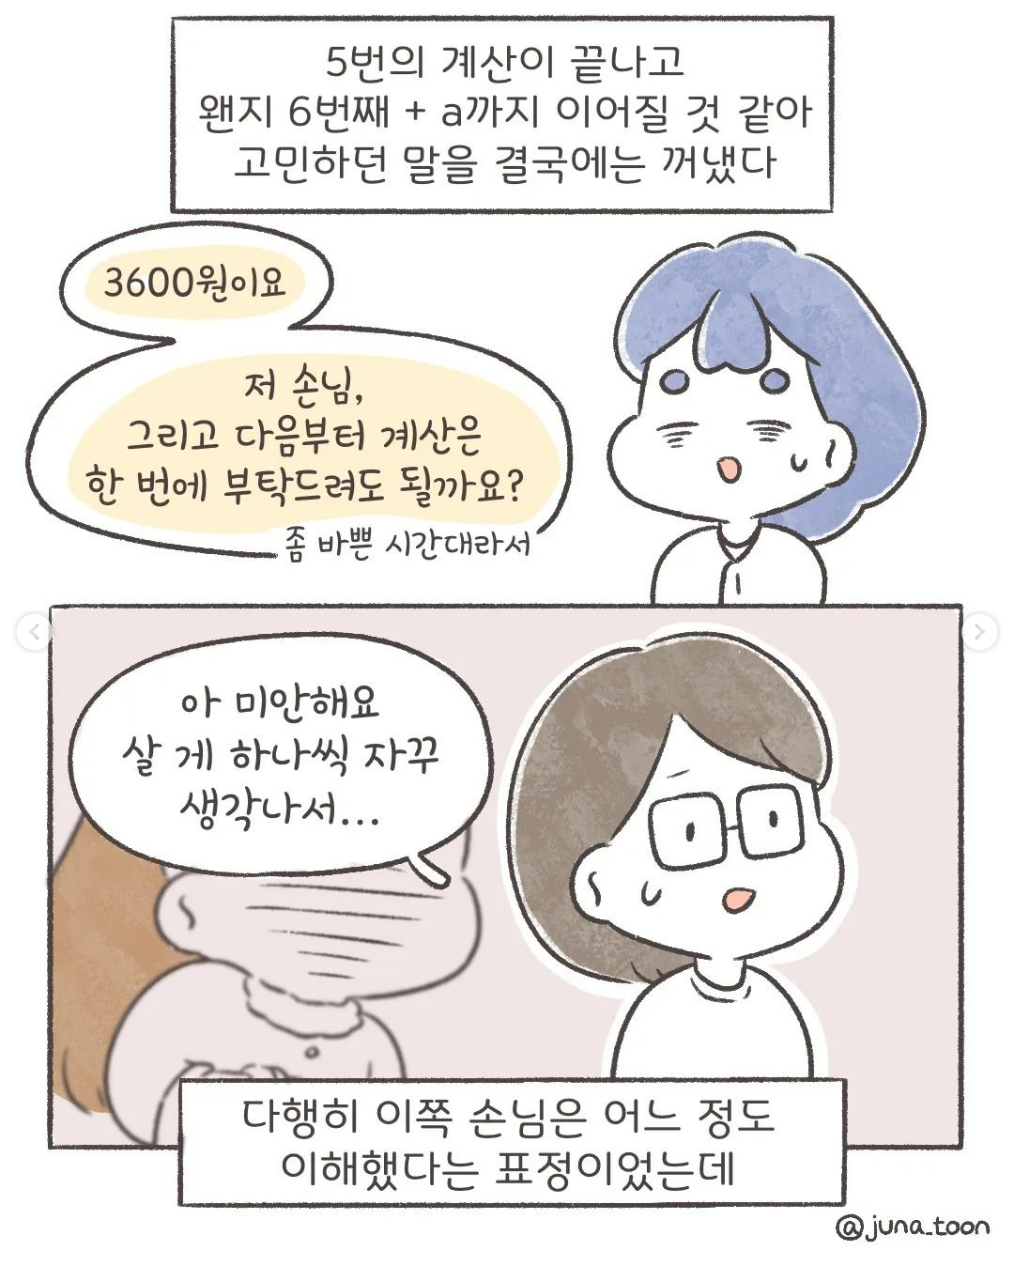 5번의 계산이 끝나고
왠지 6번째 + a까지 이어질 것 같아
고민하던 말을 결국에는 꺼냈다
3600원이요
저 손님,
그리고 다음부터 계산은
한 번에 부탁드려도 될까요?
좀 바쁜 시간대라서
아 미안해요
살 게 하나씩 자꾸
생각나서...
다행히 이쪽 손님은 어느 정도
이해했다는 표정이었는데
@juna_toon